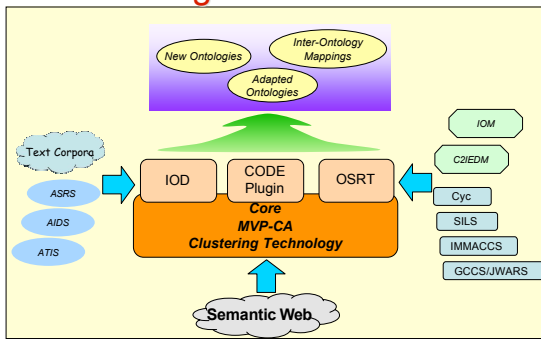 New Ontologies
Inter-Ontology
Mappings
Adapted
Ontologies
Text Corpora
ASRS
AIDS
ATIS
IOD
CODE
Plugin
OSRT
Core
MVP-CA
Clustering Technology
IOM
C2IEDM
Cyc
SILS
IMMACCS
GCCS/JWARS
Semantic Web